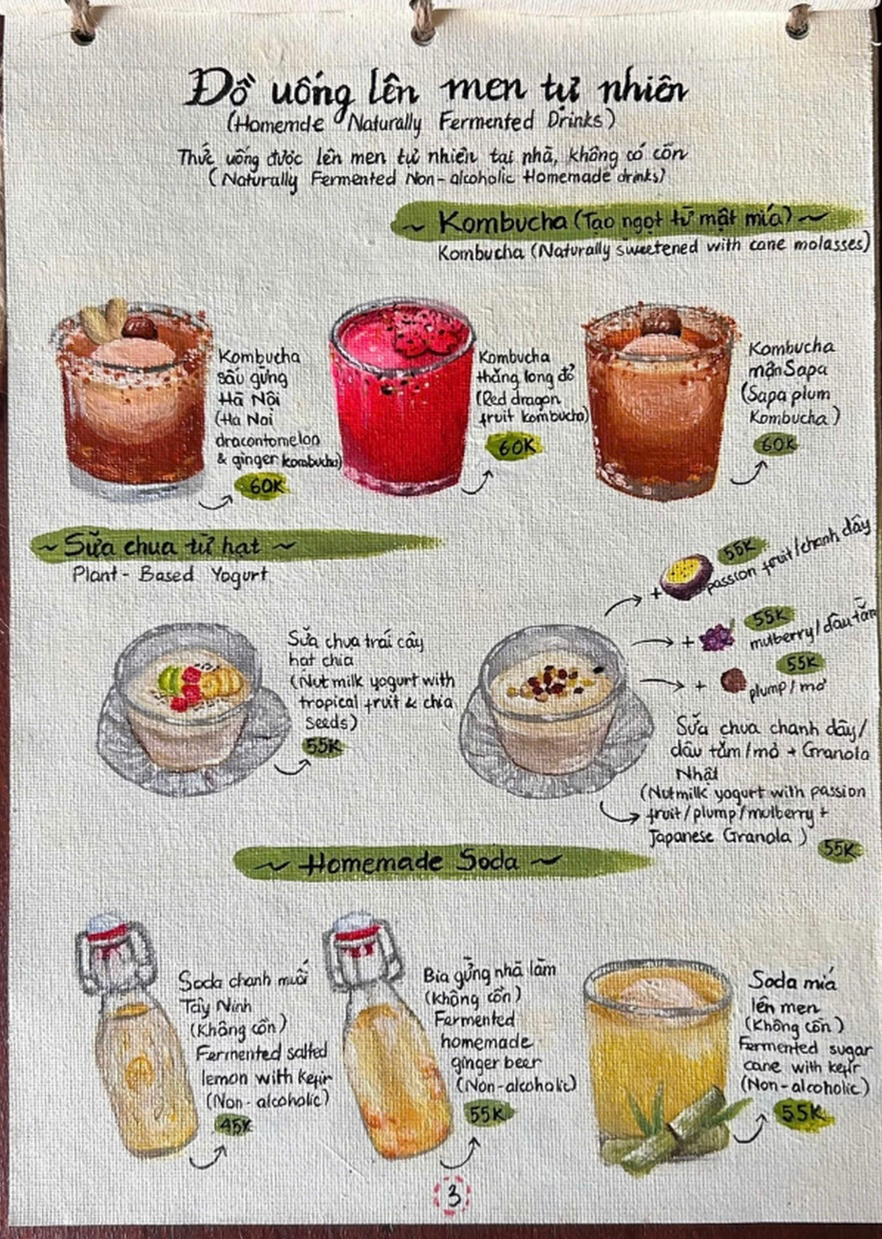 Đồ uống lên men tự nhiên
(Homemde Naturally Fermented Drinks)
Thức uống được lên men tự nhiên tại nhà, không có cồn
(Naturally Fermented Non-alcoholic Homemade drinks)
~ Kombucha (Tạo ngọt từ mật mía) ~
Kombucha (Naturally sweetened with cane molasses)
Kombucha
sấu gừng
Hà Nội
(Ha Noi
dracontomelon
& ginger kombucha)
60K
Kombucha
thăng long đỏ
(Red dragon
fruit kombucha)
60K
Kombucha
mận Sapa
(Sapa plum
Kombucha)
60K
~ Sữa chua từ hạt ~
Plant-Based Yogurt
Sữa chua trái cây
hạt chia
(Nut milk yogurt with
tropical fruit & chia
seeds)
55K
55K
+ passion fruit/chanh dây
55K
+ mulberry/dâu tằm
55K
+ plump/mơ
Sữa chua chanh dây/
dâu tằm/mơ + Granola
Nhật
(Nutmilk yogurt with passion
fruit/plump/mulberry +
Japanese Granola)
55K
~ Homemade Soda ~
Soda chanh muối
Tây Ninh
(Không cồn)
Fermented salted
lemon with kefir
(Non-alcoholic)
45K
Bia gừng nhà làm
(không cồn)
Fermented
homemade
ginger beer
(Non-alcoholic)
55K
Soda mía
lên men
(Không cồn)
Fermented sugar
cane with kefir
(Non-alcoholic)
55K
3